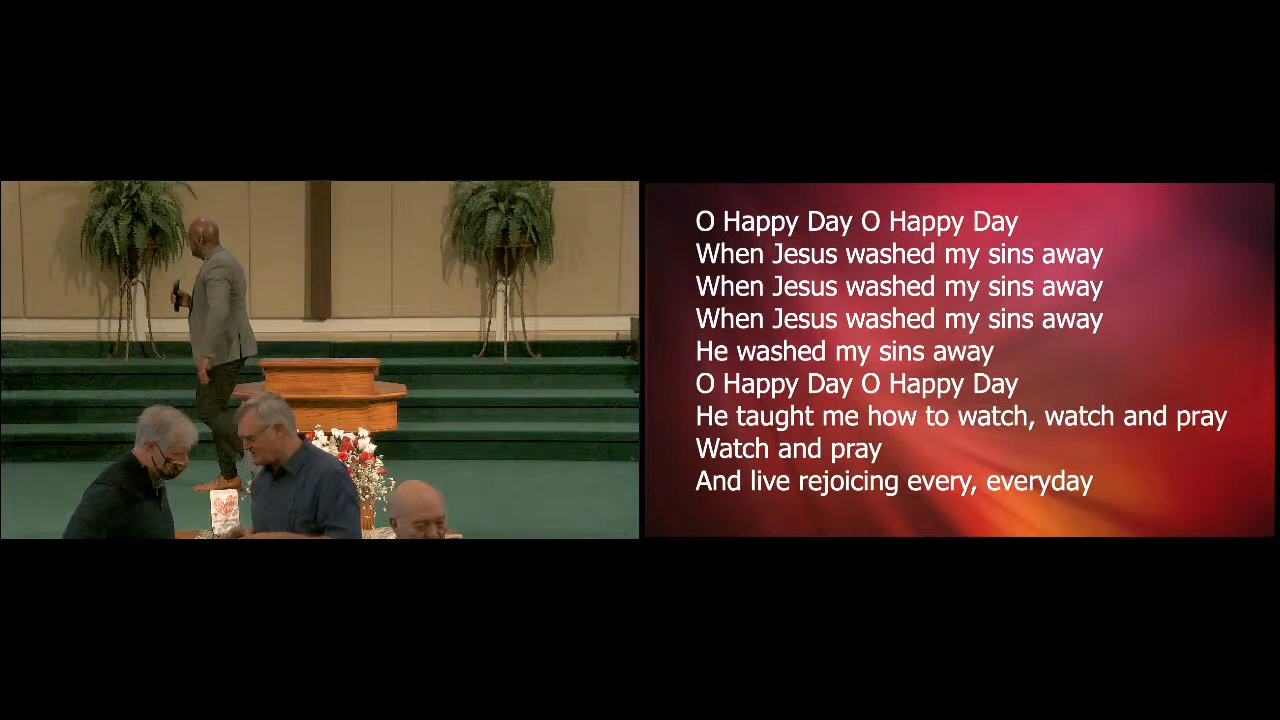 O Happy Day O Happy Day
When Jesus washed my sins away
When Jesus washed my sins away
When Jesus washed my sins away
He washed my sins away
O Happy Day O Happy Day
He taught me how to watch, watch and pray
Watch and pray
And live rejoicing every, everyday